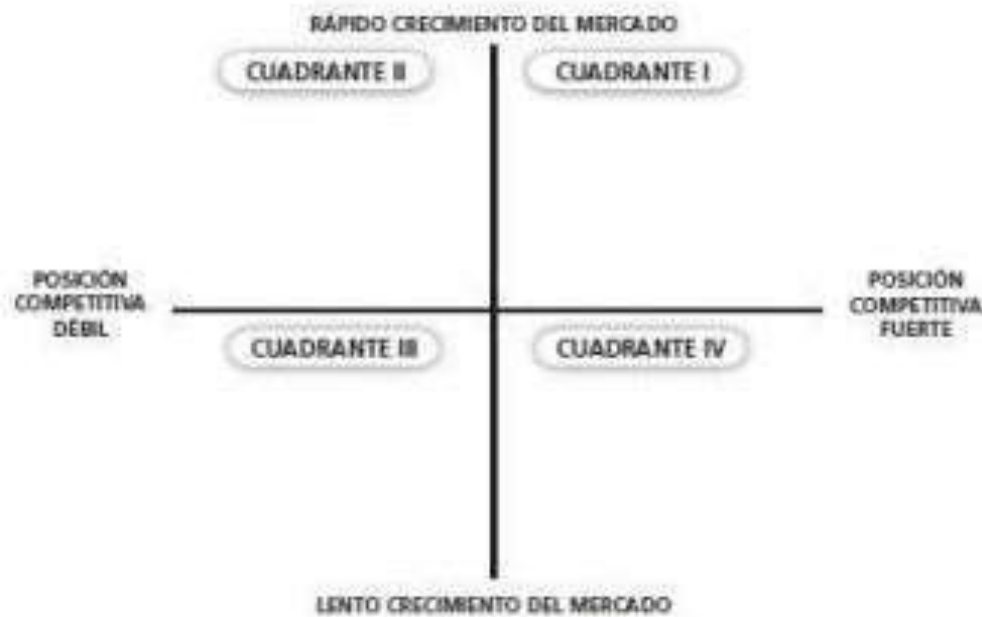 RÁPIDO CRECIMIENTO DEL MERCADO
CUADRANTE II
CUADRANTE I
POSICIÓN
COMPETITIVA
DÉBIL
POSICIÓN
COMPETITIVA
FUERTE
CUADRANTE III
CUADRANTE IV
LENTO CRECIMIENTO DEL MERCADO